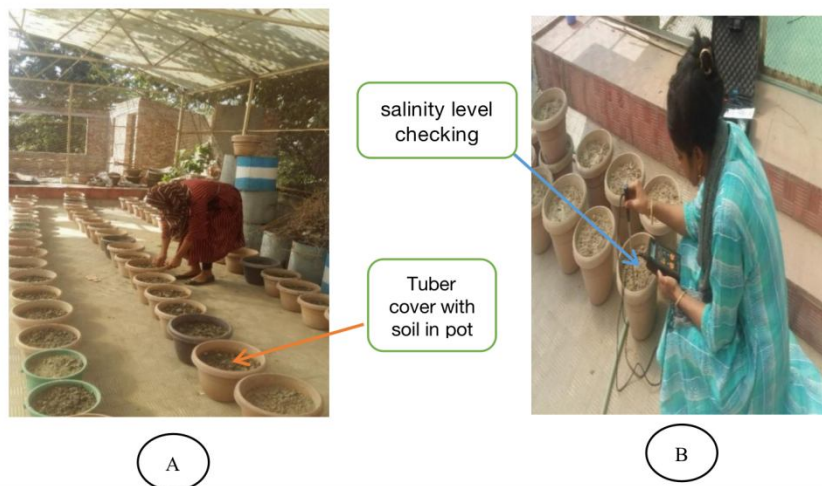 salinity level
checking
Tuber
cover with
soil in pot
A
B